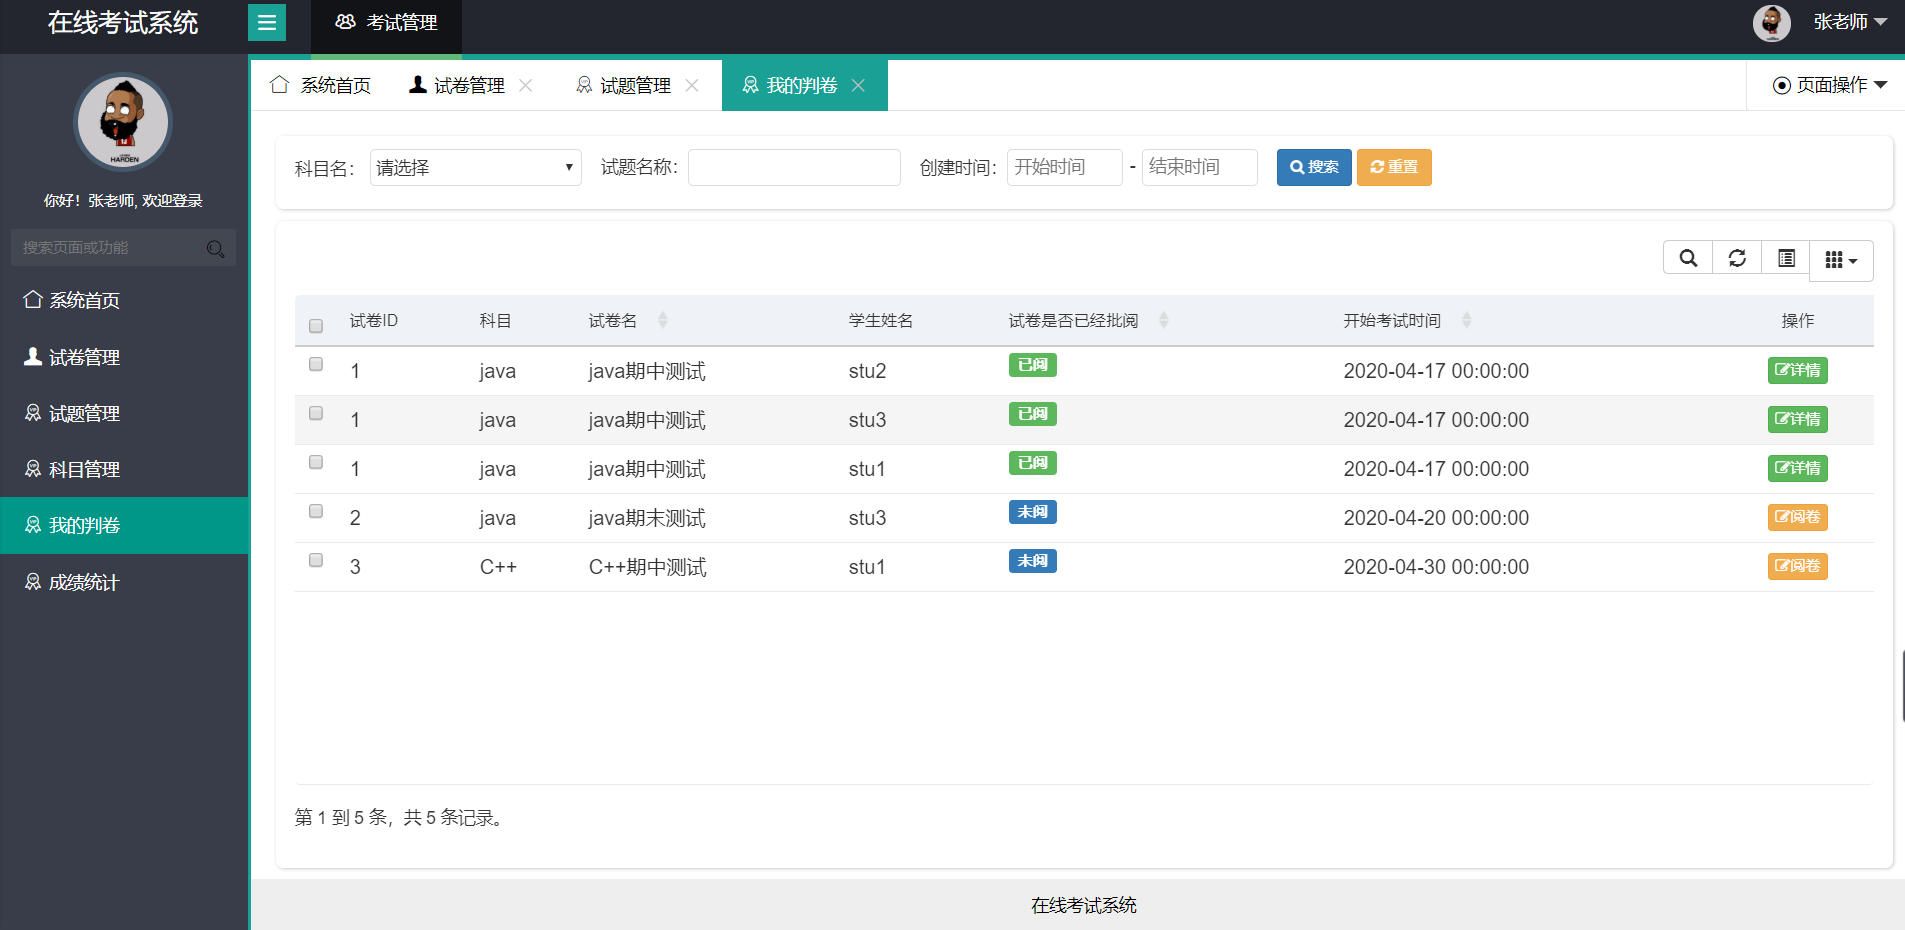 在线考试系统
考试管理
张老师
HARDEN
你好！张老师, 欢迎登录
搜索页面或功能
系统首页
试卷管理
试题管理
科目管理
我的判卷
成绩统计
系统首页 试卷管理 试题管理 我的判卷 页面操作
科目名： 请选择 试题名称： 创建时间： 开始时间 - 结束时间 搜索 重置
试卷ID 科目 试卷名 学生姓名 试卷是否已经批阅 开始考试时间 操作
1 java java期中测试 stu2 已阅 2020-04-17 00:00:00 详情
1 java java期中测试 stu3 已阅 2020-04-17 00:00:00 详情
1 java java期中测试 stu1 已阅 2020-04-17 00:00:00 详情
2 java java期末测试 stu3 未阅 2020-04-20 00:00:00 阅卷
3 C++ C++期中测试 stu1 未阅 2020-04-30 00:00:00 阅卷
第 1 到 5 条，共 5 条记录。
在线考试系统